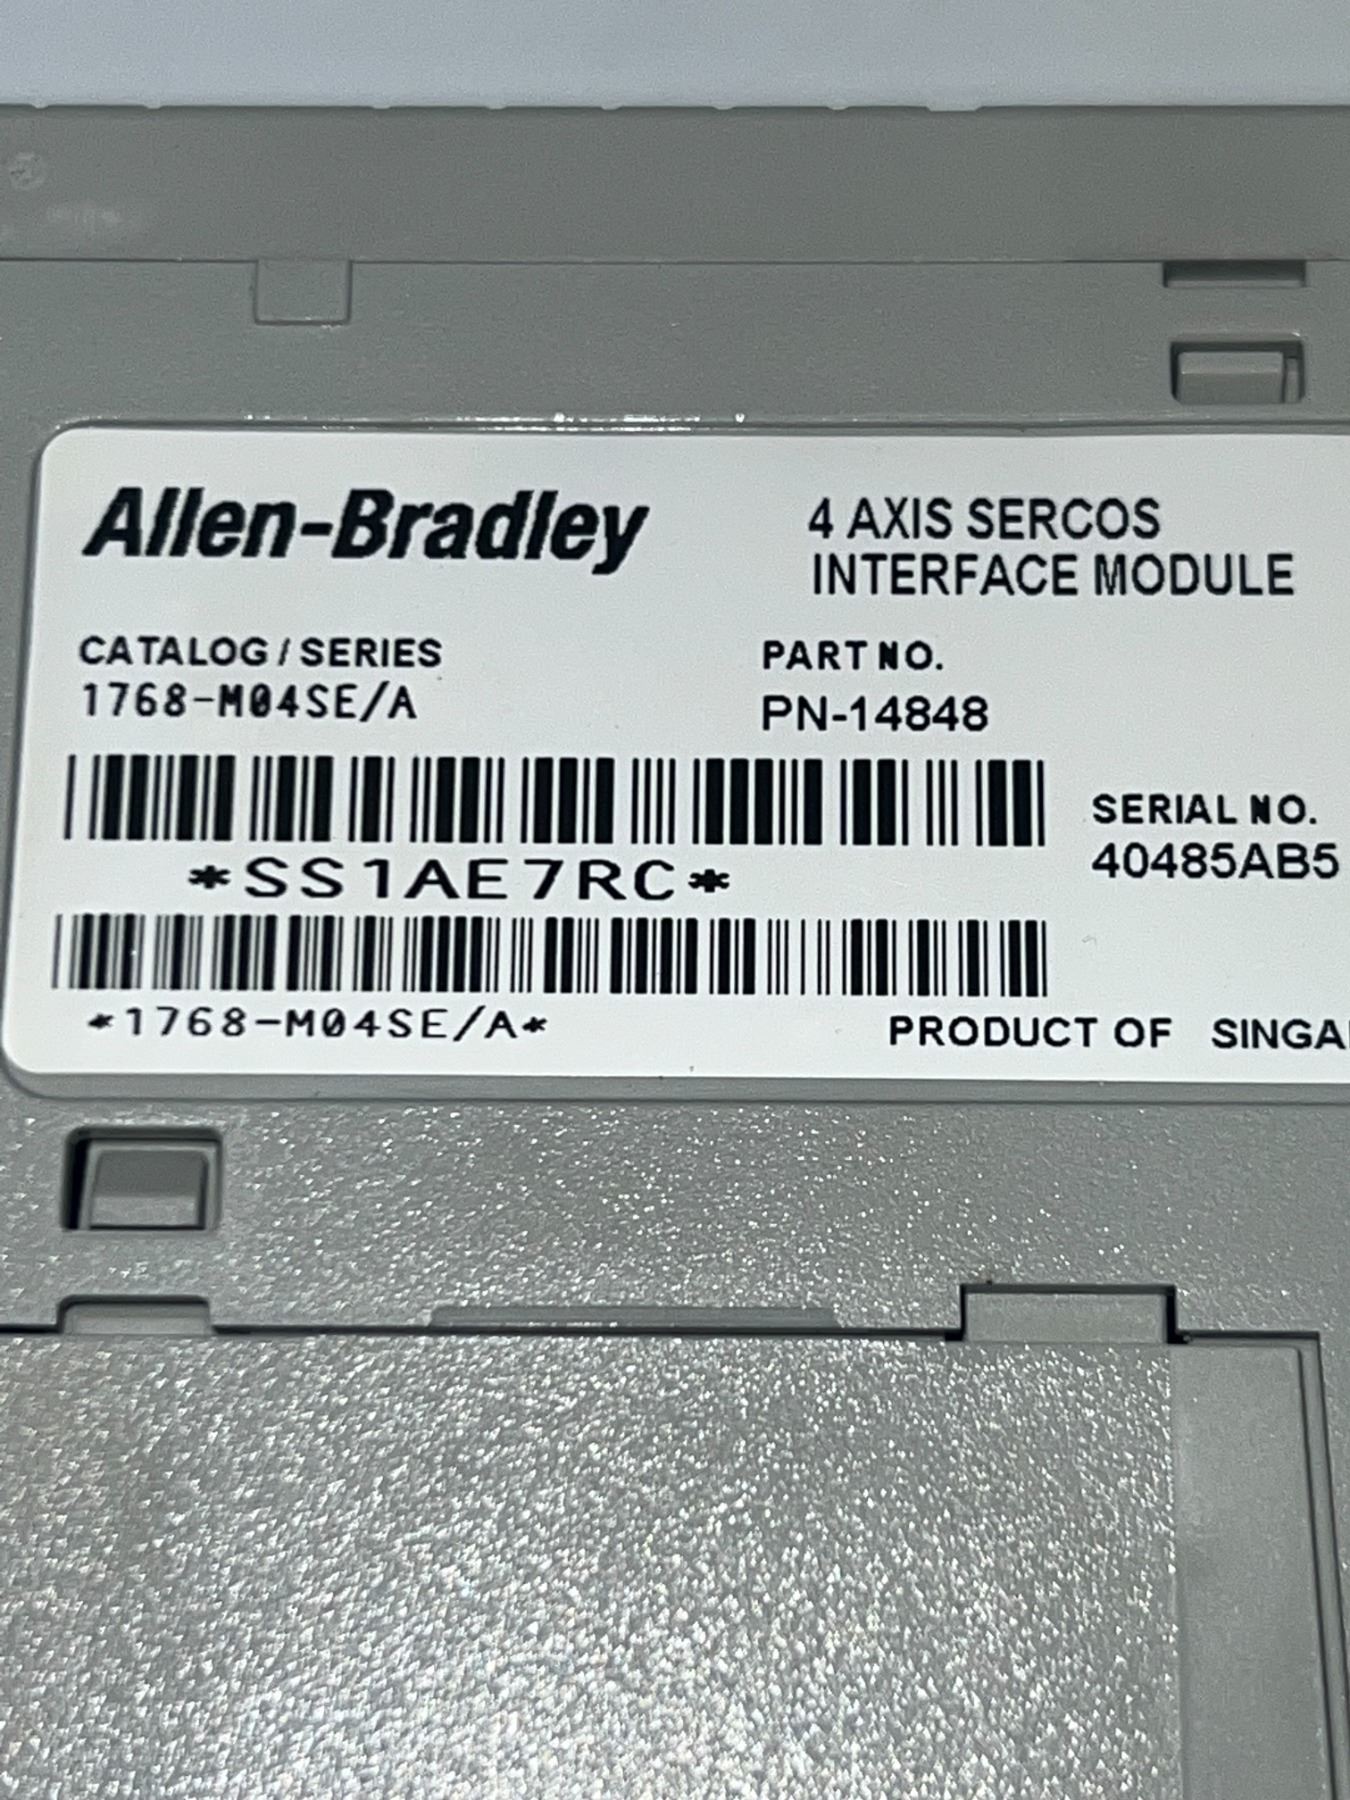 Allen-Bradley
4 AXIS SERCOS
INTERFACE MODULE
CATALOG / SERIES
1768-M04SE/A
PART NO.
PN-14848
*SS1AE7RC*
SERIAL NO.
40485AB5
*1768-M04SE/A*
PRODUCT OF